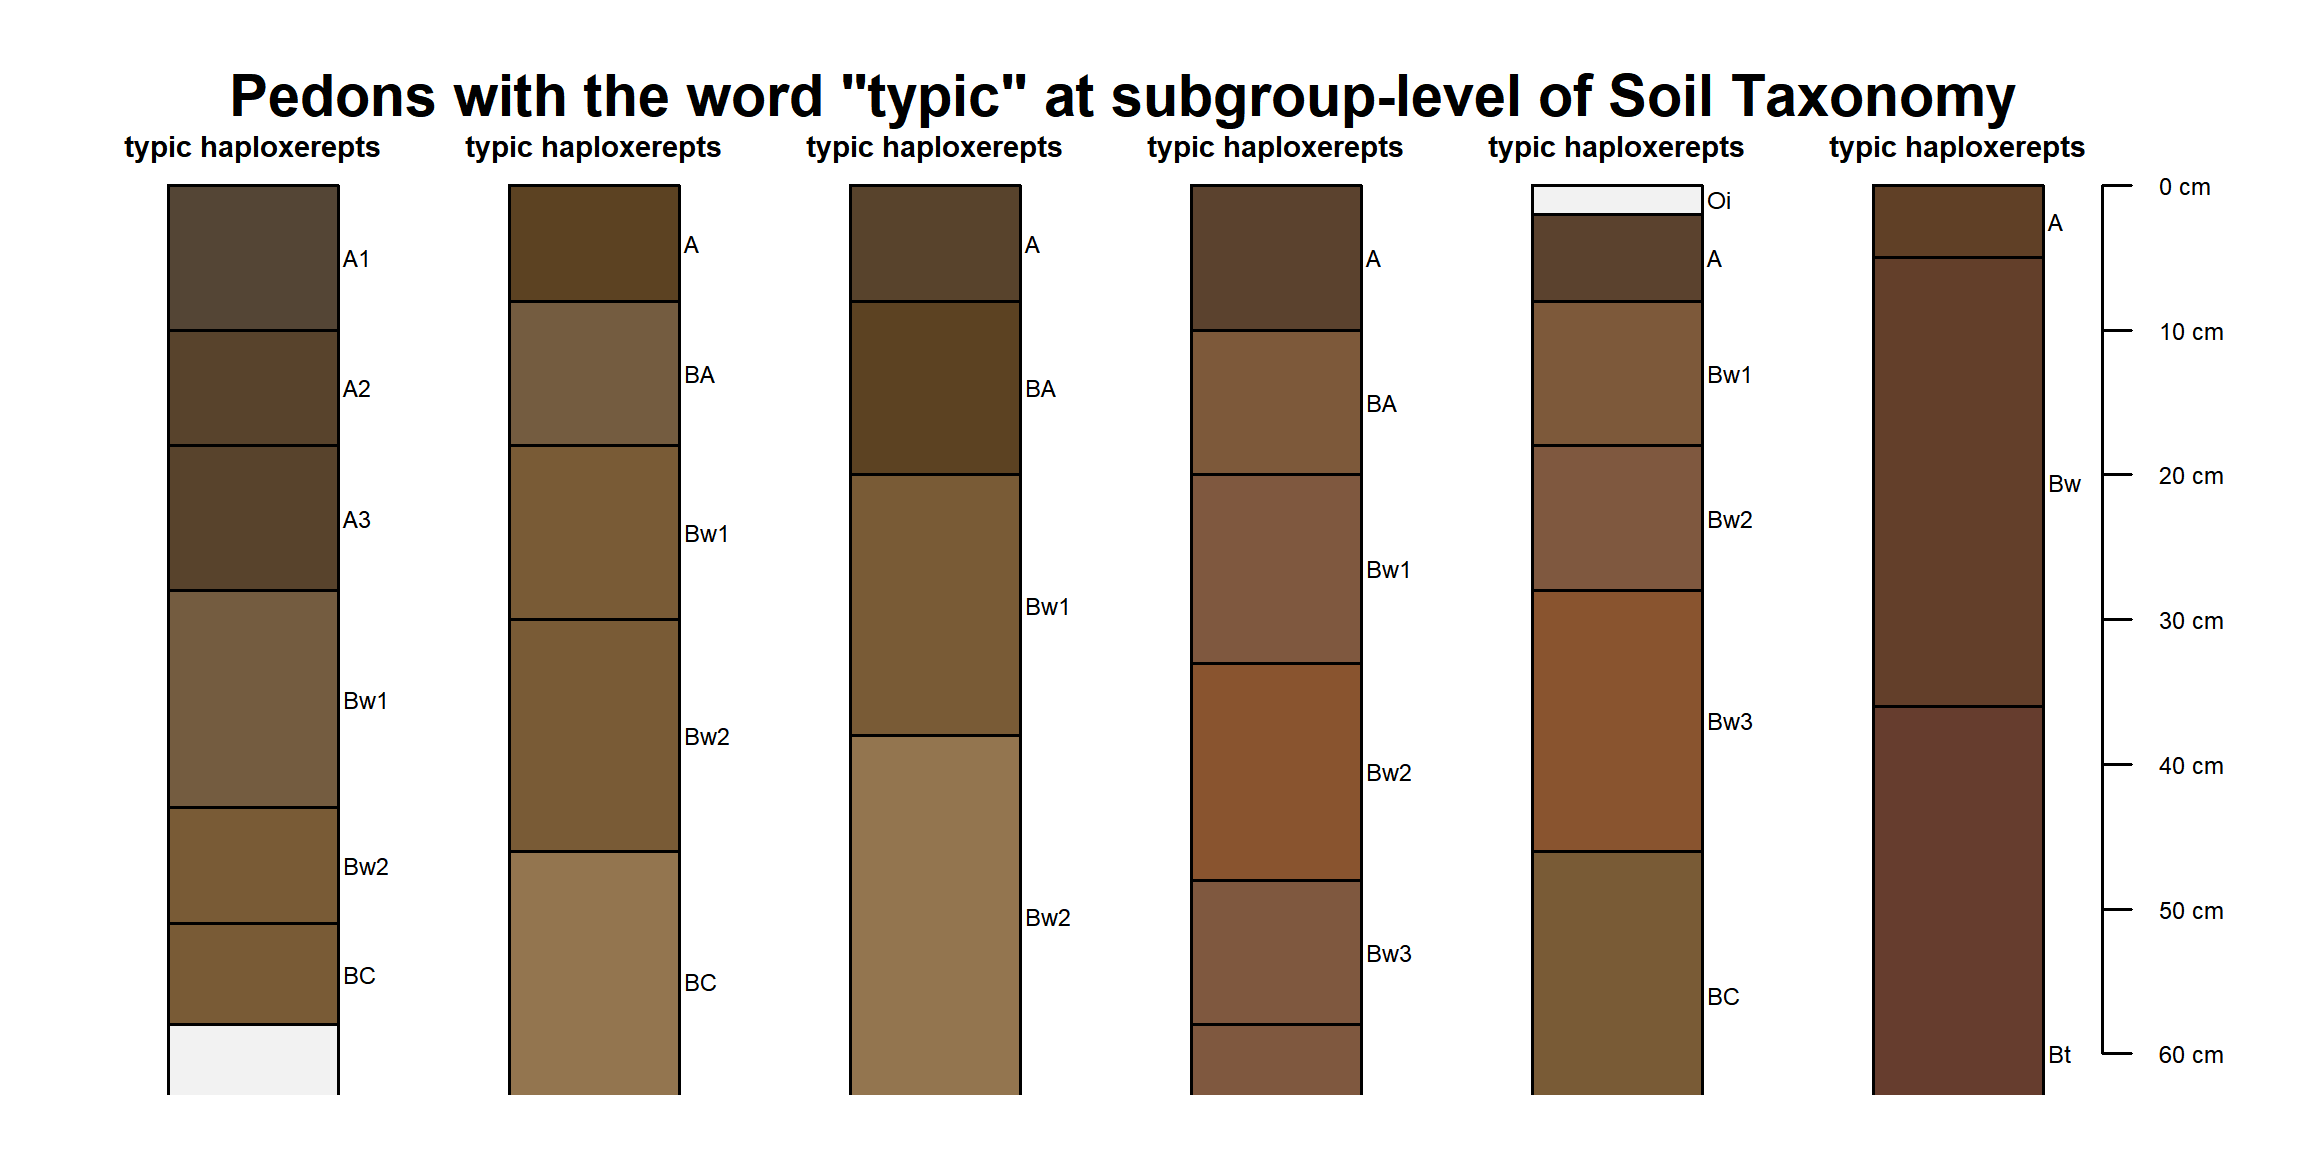 Pedons with the word "typic" at subgroup-level of Soil Taxonomy
typic haploxerepts
typic haploxerepts
typic haploxerepts
typic haploxerepts
typic haploxerepts
typic haploxerepts
A1
A2
A3
Bw1
Bw2
BC
A
BA
Bw1
Bw2
BC
A
BA
Bw1
Bw2
A
BA
Bw1
Bw2
Bw3
Oi
A
Bw1
Bw2
Bw3
BC
A
Bw
Bt
0 cm
10 cm
20 cm
30 cm
40 cm
50 cm
60 cm